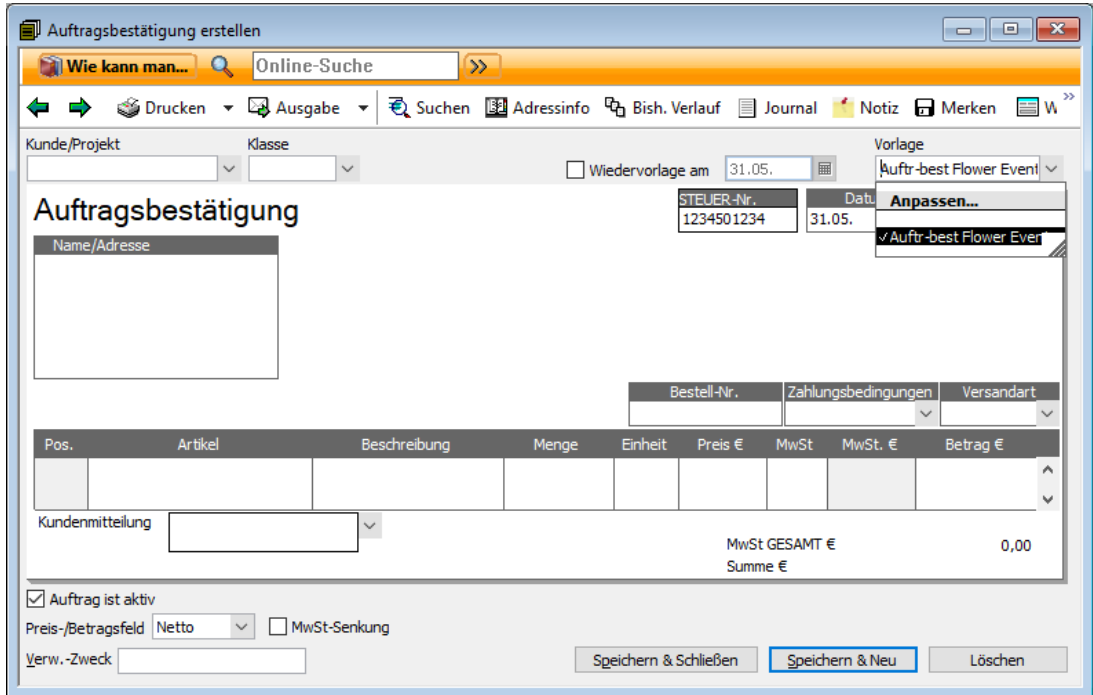 Auftragsbestätigung erstellen
Wie kann man... Online-Suche
Drucken Ausgabe Suchen Adressinfo Bish. Verlauf Journal Notiz Merken W
Kunde/Projekt Klasse Vorlage
Wiedervorlage am 31.05. Auftr-best Flower Event
Auftragsbestätigung STEUER-Nr. Datu Anpassen...
1234501234 31.05.
Auftr-best Flower Event
Name/Adresse
Bestell-Nr. Zahlungsbedingungen Versandart
Pos. Artikel Beschreibung Menge Einheit Preis € MwSt MwSt. € Betrag €
Kundenmitteilung
MwSt GESAMT € 0,00
Summe €
Auftrag ist aktiv
Preis-/Betragsfeld Netto MwSt-Senkung
Verw.-Zweck Speichern & Schließen Speichern & Neu Löschen